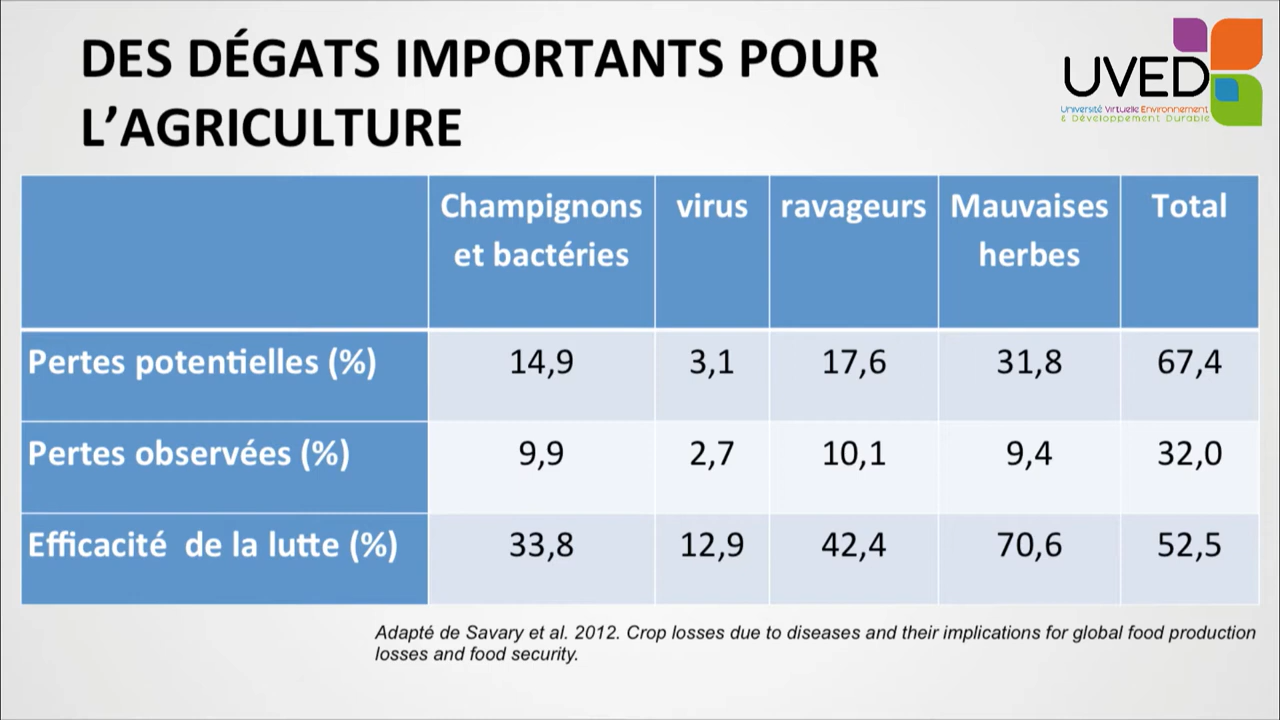 DES DÉGATS IMPORTANTS POUR
L’AGRICULTURE
UVED
Université Virtuelle Environnement
& Développement Durable
Champignons et bactéries virus ravageurs Mauvaises herbes Total
Pertes potentielles (%) 14,9 3,1 17,6 31,8 67,4
Pertes observées (%) 9,9 2,7 10,1 9,4 32,0
Efficacité de la lutte (%) 33,8 12,9 42,4 70,6 52,5
Adapté de Savary et al. 2012. Crop losses due to diseases and their implications for global food production
losses and food security.